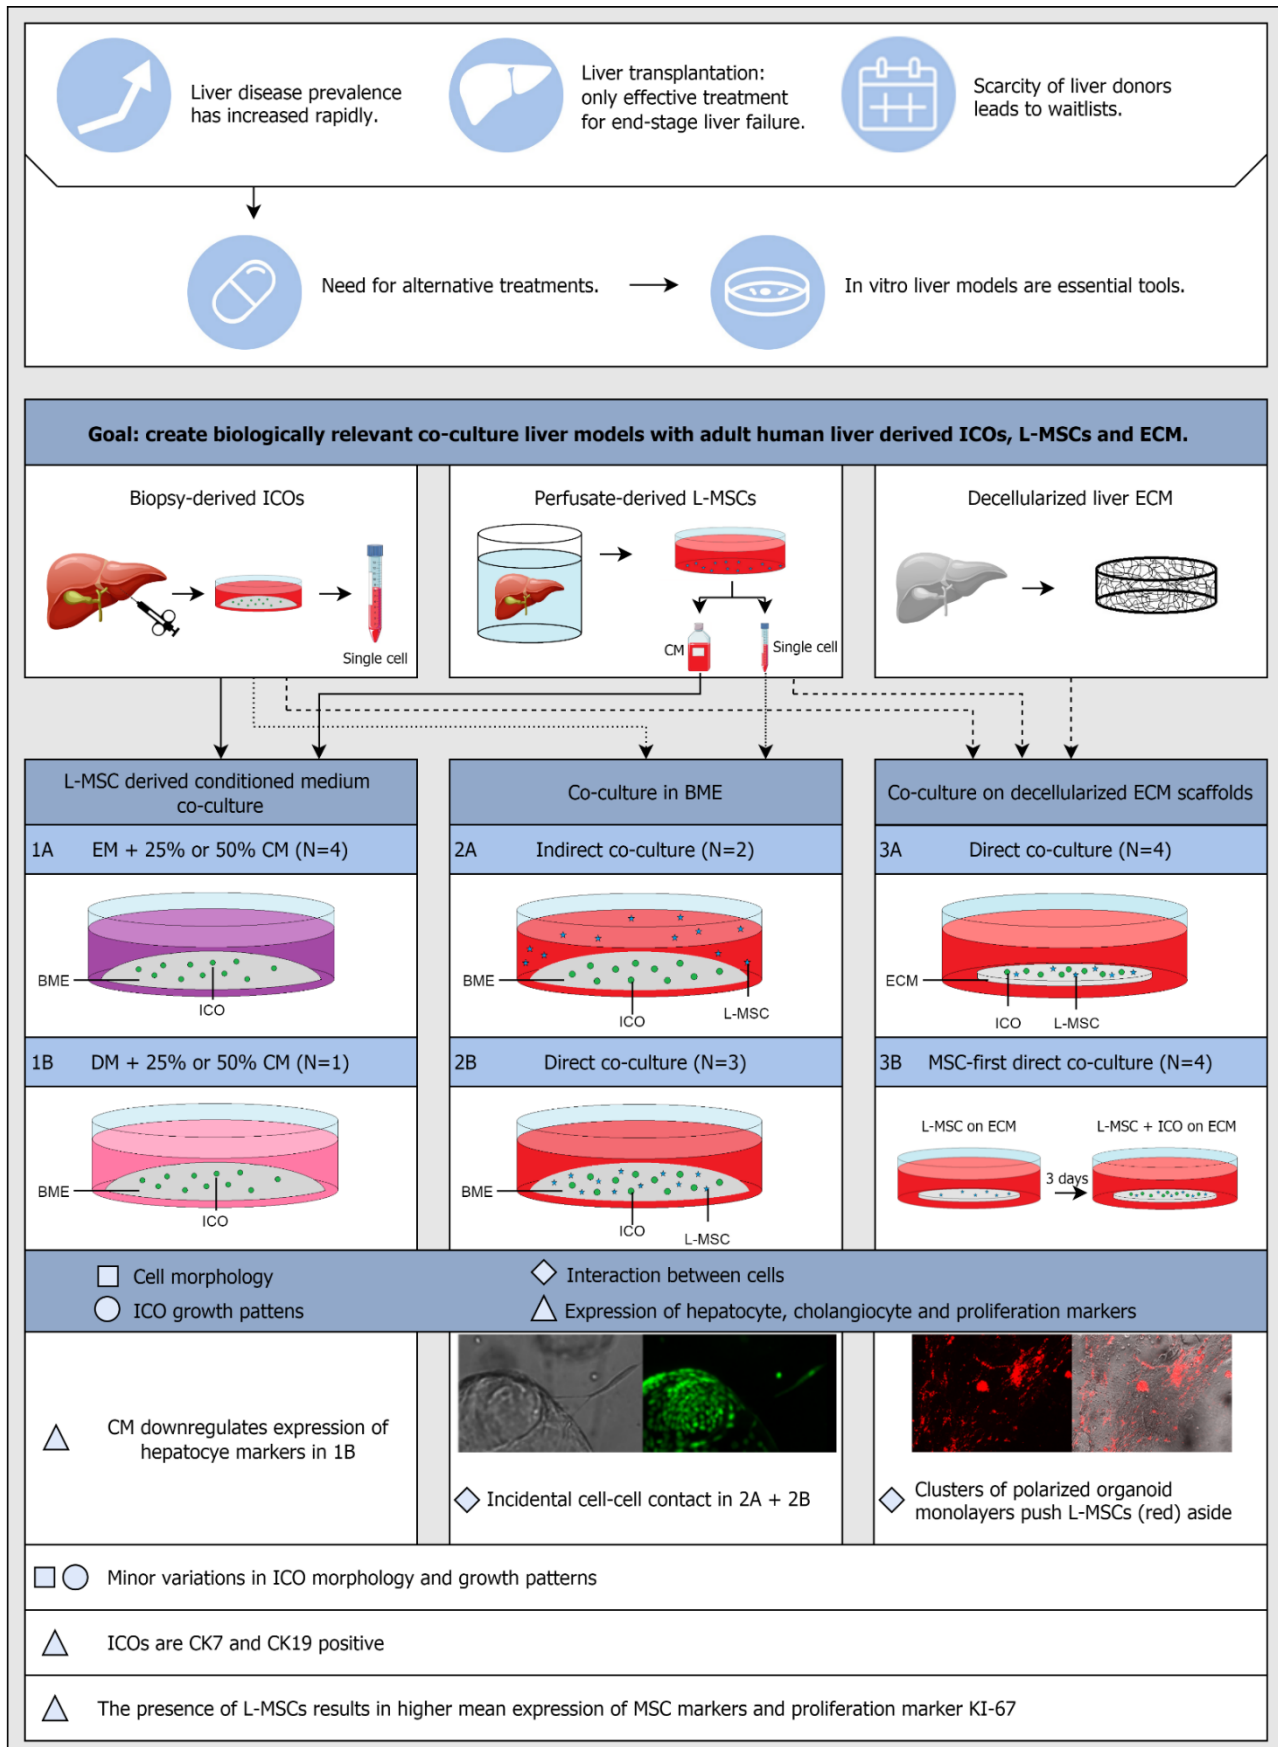 Liver disease prevalence
has increased rapidly.
Liver transplantation:
only effective treatment
for end-stage liver failure.
Scarcity of liver donors
leads to waitlists.
Need for alternative treatments.
In vitro liver models are essential tools.
Goal: create biologically relevant co-culture liver models with adult human liver derived ICOs, L-MSCs and ECM.
Biopsy-derived ICOs
Single cell
Perfusate-derived L-MSCs
CM
Single cell
Decellularized liver ECM
L-MSC derived conditioned medium
co-culture
1A EM + 25% or 50% CM (N=4)
BME
ICO
1B DM + 25% or 50% CM (N=1)
BME
ICO
Co-culture in BME
2A Indirect co-culture (N=2)
BME
ICO
L-MSC
2B Direct co-culture (N=3)
BME
ICO
L-MSC
Co-culture on decellularized ECM scaffolds
3A Direct co-culture (N=4)
ECM
ICO
L-MSC
3B MSC-first direct co-culture (N=4)
L-MSC on ECM
3 days
L-MSC + ICO on ECM
Cell morphology
Interaction between cells
ICO growth pattens
Expression of hepatocyte, cholangiocyte and proliferation markers
CM downregulates expression of
hepatocye markers in 1B
Incidental cell-cell contact in 2A + 2B
Clusters of polarized organoid
monolayers push L-MSCs (red) aside
Minor variations in ICO morphology and growth patterns
ICOs are CK7 and CK19 positive
The presence of L-MSCs results in higher mean expression of MSC markers and proliferation marker KI-67